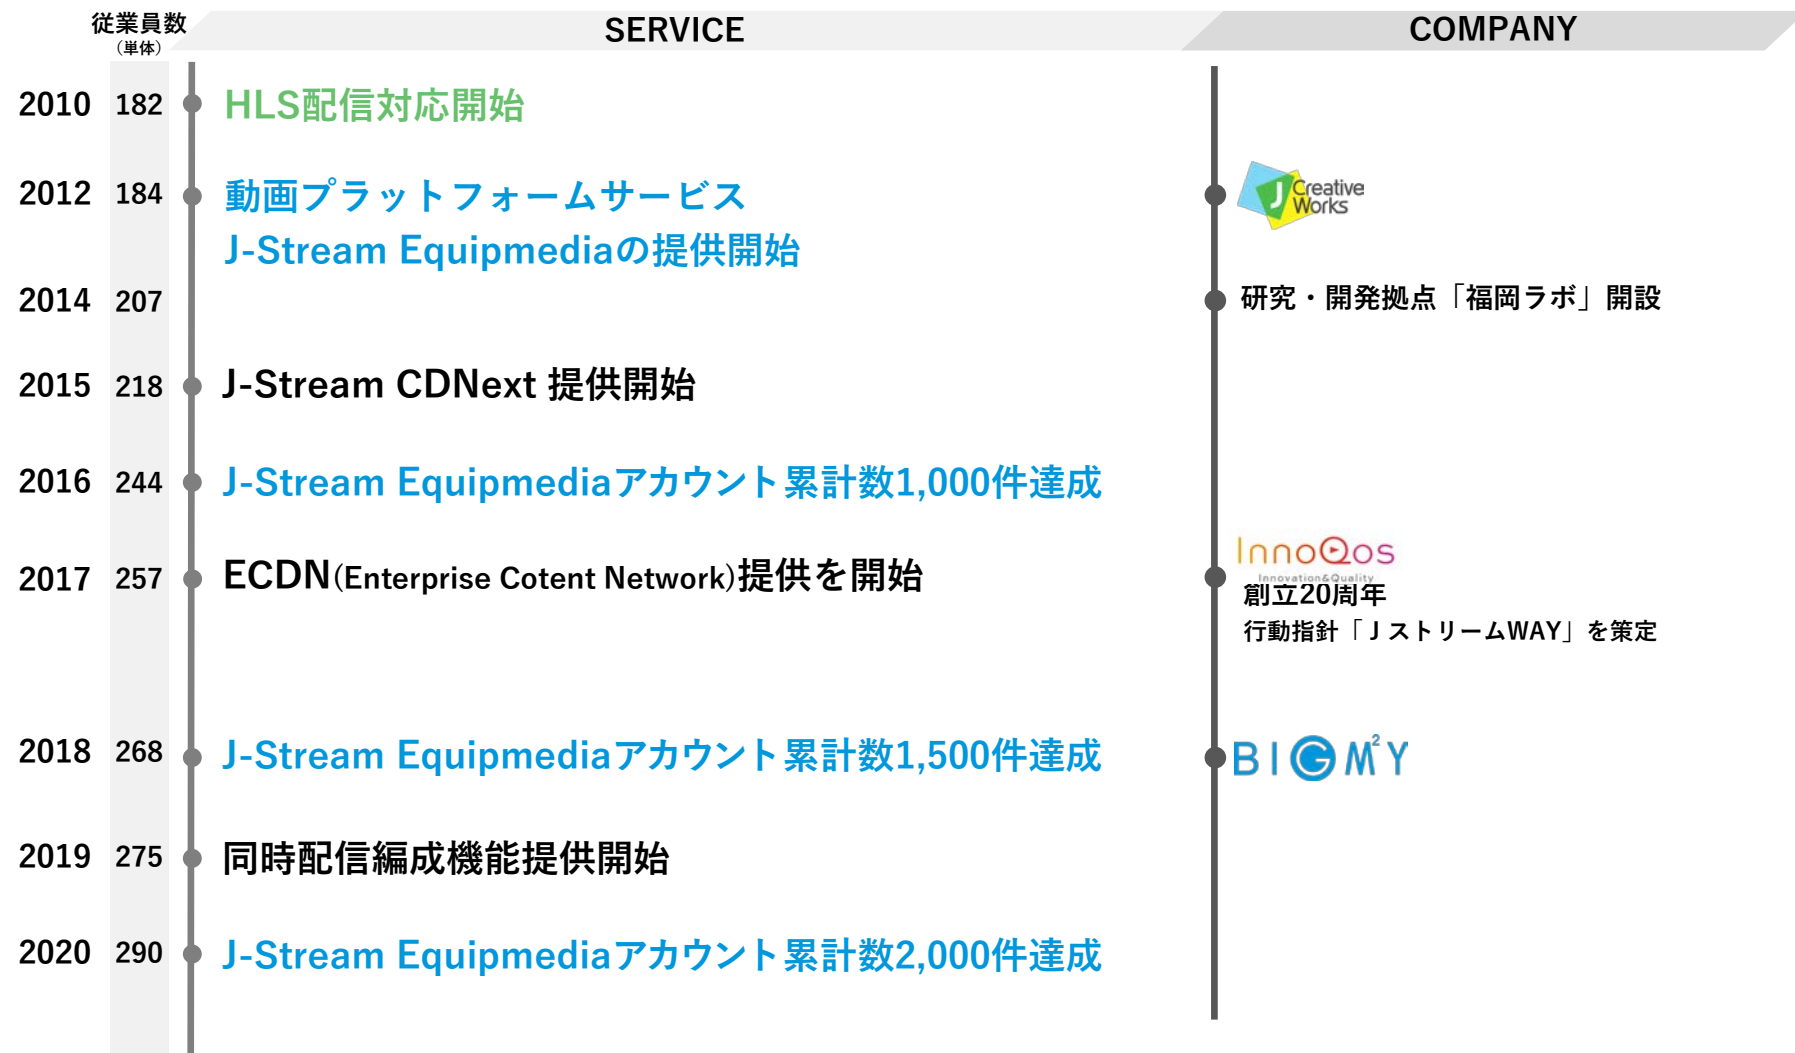 従業員数
（単体）
SERVICE
COMPANY
2010 182 HLS配信対応開始
2012 184 動画プラットフォームサービス
J-Stream Equipmediaの提供開始
J Creative
Works
2014 207 研究・開発拠点「福岡ラボ」開設
2015 218 J-Stream CDNext 提供開始
2016 244 J-Stream Equipmediaアカウント累計数1,000件達成
2017 257 ECDN(Enterprise Cotent Network)提供を開始
InnoQos
Innovation&Quality
創立20周年
行動指針「ＪストリームWAY」を策定
2018 268 J-Stream Equipmediaアカウント累計数1,500件達成
BIGM²Y
2019 275 同時配信編成機能提供開始
2020 290 J-Stream Equipmediaアカウント累計数2,000件達成